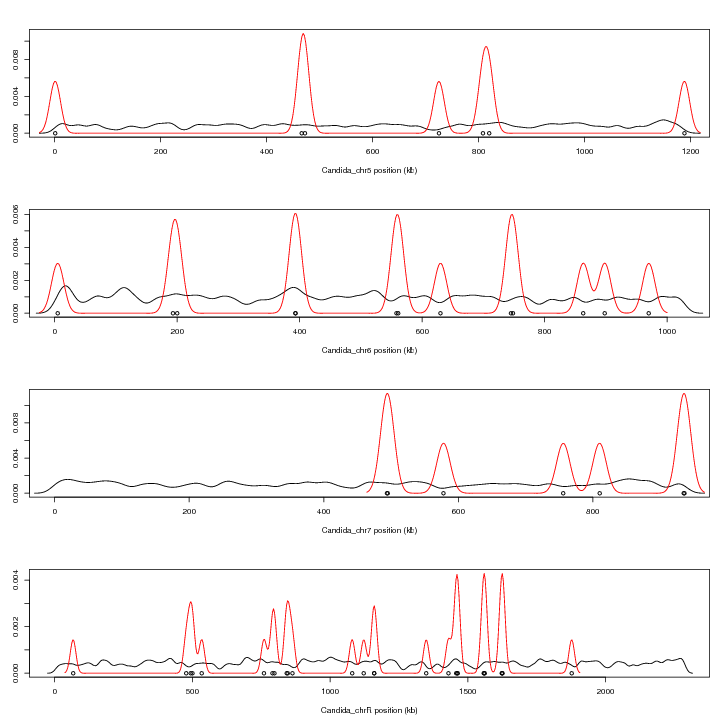 0.008
0.004
0.000
0 200 400 600 800 1000 1200
Candida_chr5 position (kb)
0.006
0.004
0.002
0.000
0 200 400 600 800 1000
Candida_chr6 position (kb)
0.008
0.004
0.000
0 200 400 600 800
Candida_chr7 position (kb)
0.004
0.002
0.000
0 500 1000 1500 2000
Candida_chrR position (kb)